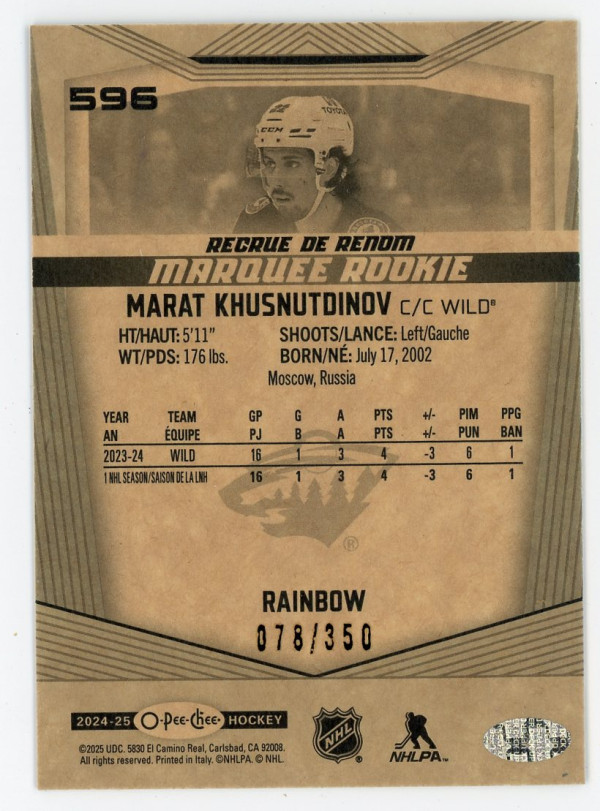 596
TOYOTA
CCM
RECRUE DE RENOM
MARQUEE ROOKIE
MARAT KHUSNUTDINOV C/C WILD®
HT/HAUT: 5'11" SHOOTS/LANCE: Left/Gauche
WT/PDS: 176 lbs. BORN/NÉ: July 17, 2002
Moscow, Russia
YEAR TEAM GP G A PTS +/- PIM PPG
AN ÉQUIPE PJ B A PTS +/- PUN BAN
2023-24 WILD 16 1 3 4 -3 6 1
1 NHL SEASON/SAISON DE LA LNH 16 1 3 4 -3 6 1
®
RAINBOW
078/350
2024-25 O-Pee-Chee HOCKEY
©2025 UDC. 5830 El Camino Real, Carlsbad, CA 92008.
All rights reserved. Printed in Italy. ©NHLPA. © NHL.
NHL
NHLPA™